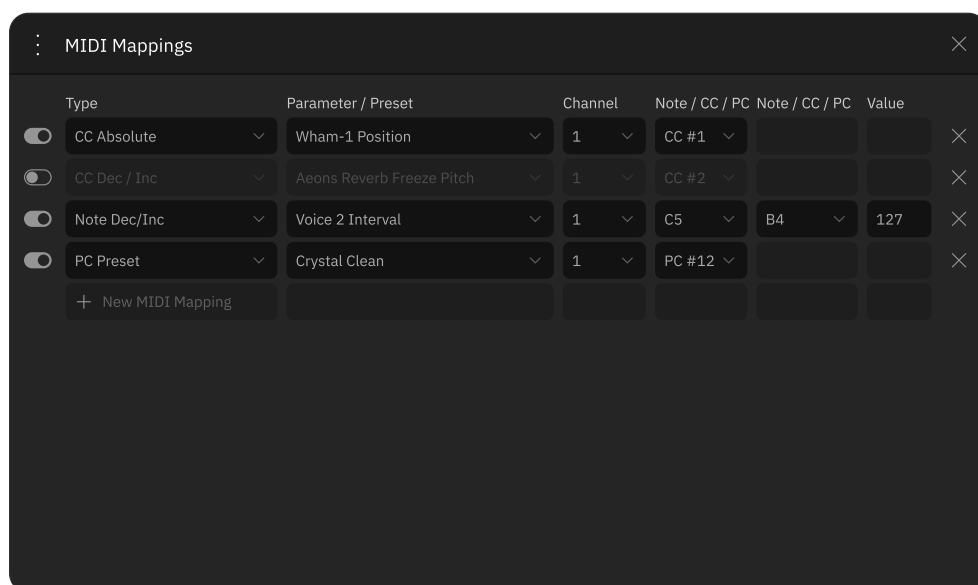 MIDI Mappings
Type Parameter / Preset Channel Note / CC / PC Note / CC / PC Value
CC Absolute Wham-1 Position 1 CC #1
CC Dec / Inc Aeons Reverb Freeze Pitch 1 CC #2
Note Dec/Inc Voice 2 Interval 1 C5 B4 127
PC Preset Crystal Clean 1 PC #12
+ New MIDI Mapping